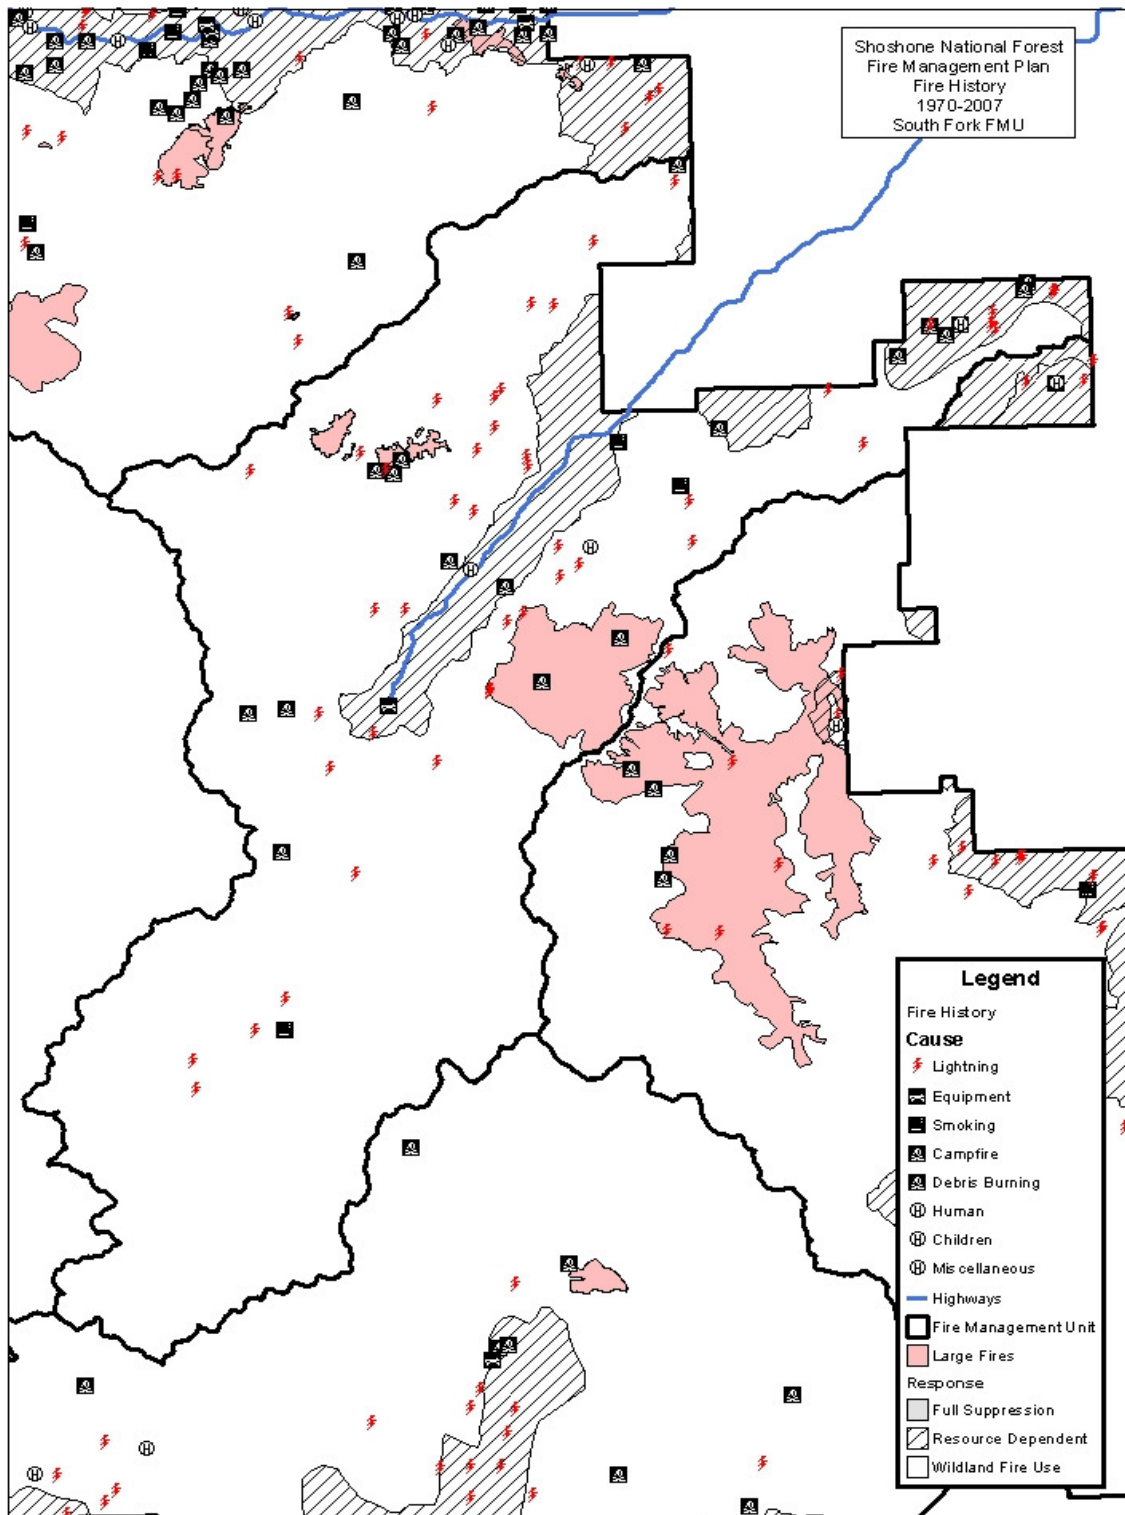 Shoshone National Forest
Fire Management Plan
Fire History
1970-2007
South Fork FMU
Legend
Fire History
Cause
Lightning
Equipment
Smoking
Campfire
Debris Burning
Human
Children
Miscellaneous
Highways
Fire Management Unit
Large Fires
Response
Full Suppression
Resource Dependent
Wildland Fire Use